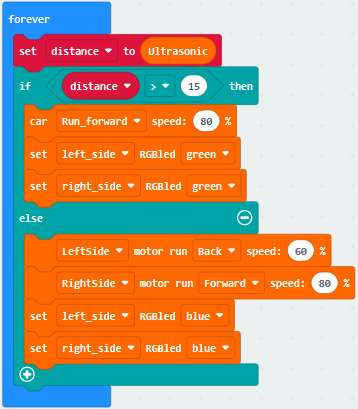 forever
set distance to Ultrasonic
if distance > 15 then
car Run_forward speed: 80 %
set left_side RGBled green
set right_side RGBled green
else
LeftSide motor run Back speed: 60 %
RightSide motor run Forward speed: 80 %
set left_side RGBled blue
set right_side RGBled blue